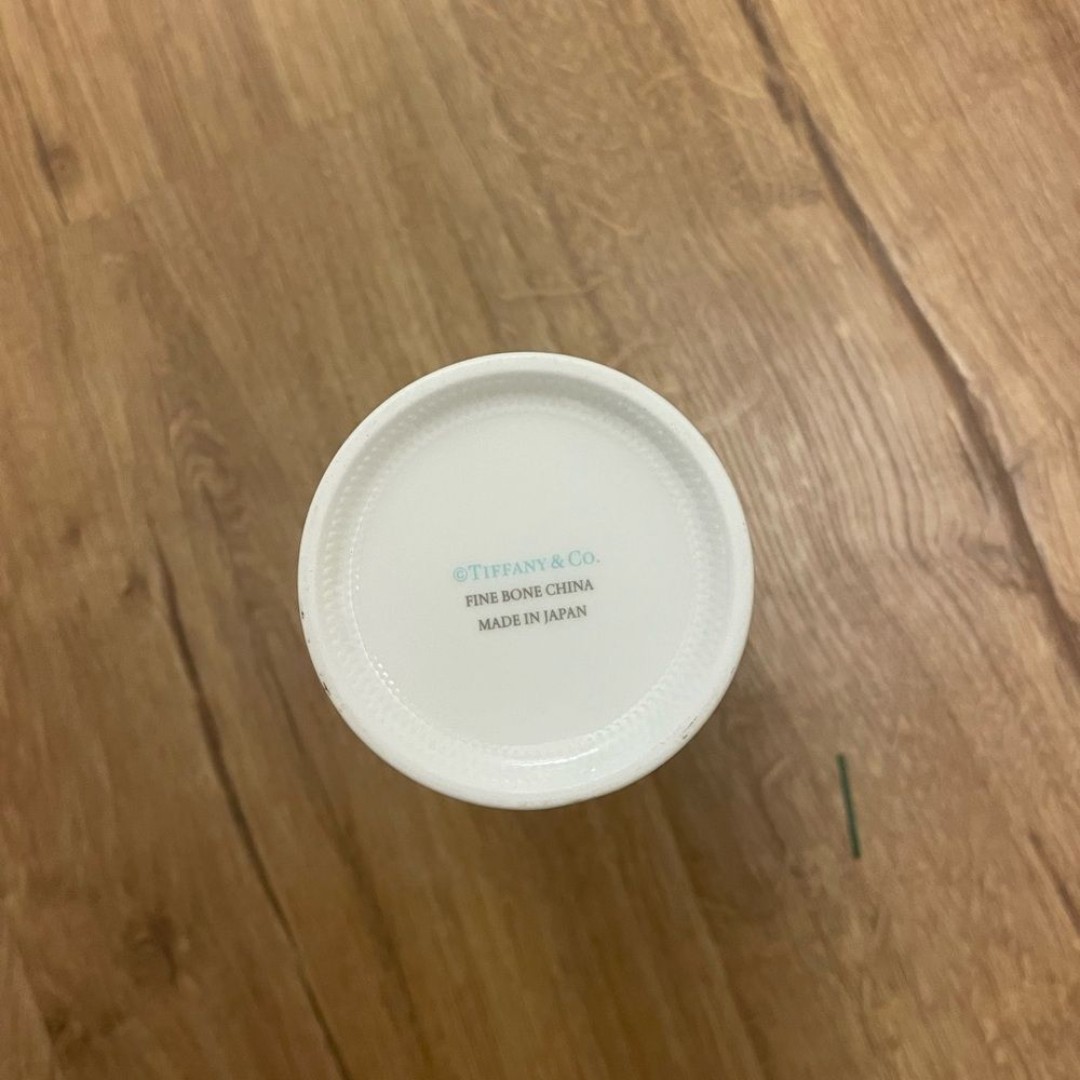 ©TIFFANY & CO.
FINE BONE CHINA
MADE IN JAPAN